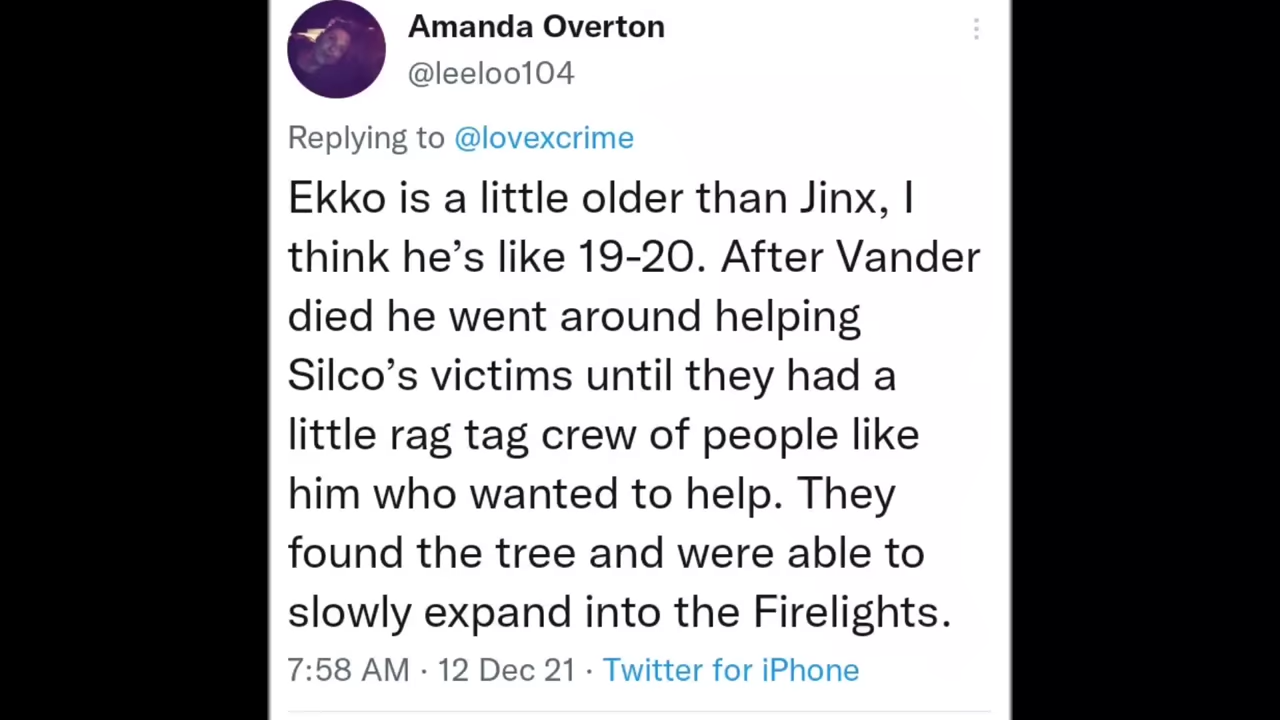 Amanda Overton
@leeloo104
Replying to @lovexcrime
Ekko is a little older than Jinx, I
think he’s like 19-20. After Vander
died he went around helping
Silco’s victims until they had a
little rag tag crew of people like
him who wanted to help. They
found the tree and were able to
slowly expand into the Firelights.
7:58 AM · 12 Dec 21 · Twitter for iPhone